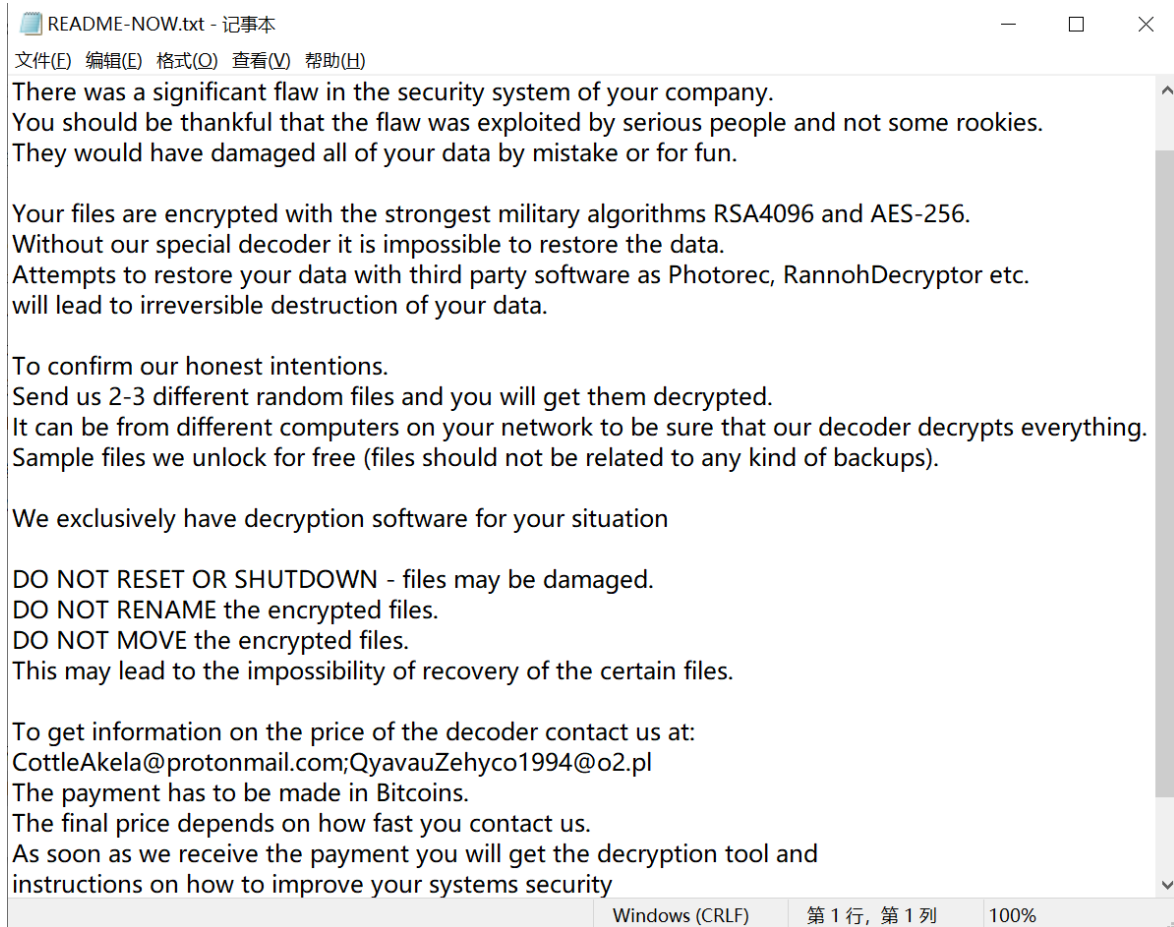 README-NOW.txt - 记事本
文件(F) 编辑(E) 格式(O) 查看(V) 帮助(H)
There was a significant flaw in the security system of your company.
You should be thankful that the flaw was exploited by serious people and not some rookies.
They would have damaged all of your data by mistake or for fun.
Your files are encrypted with the strongest military algorithms RSA4096 and AES-256.
Without our special decoder it is impossible to restore the data.
Attempts to restore your data with third party software as Photorec, RannohDecryptor etc.
will lead to irreversible destruction of your data.
To confirm our honest intentions.
Send us 2-3 different random files and you will get them decrypted.
It can be from different computers on your network to be sure that our decoder decrypts everything.
Sample files we unlock for free (files should not be related to any kind of backups).
We exclusively have decryption software for your situation
DO NOT RESET OR SHUTDOWN - files may be damaged.
DO NOT RENAME the encrypted files.
DO NOT MOVE the encrypted files.
This may lead to the impossibility of recovery of the certain files.
To get information on the price of the decoder contact us at:
CottleAkela@protonmail.com;QyavauZehyco1994@o2.pl
The payment has to be made in Bitcoins.
The final price depends on how fast you contact us.
As soon as we receive the payment you will get the decryption tool and
instructions on how to improve your systems security
Windows (CRLF) 第 1 行，第 1 列 100%